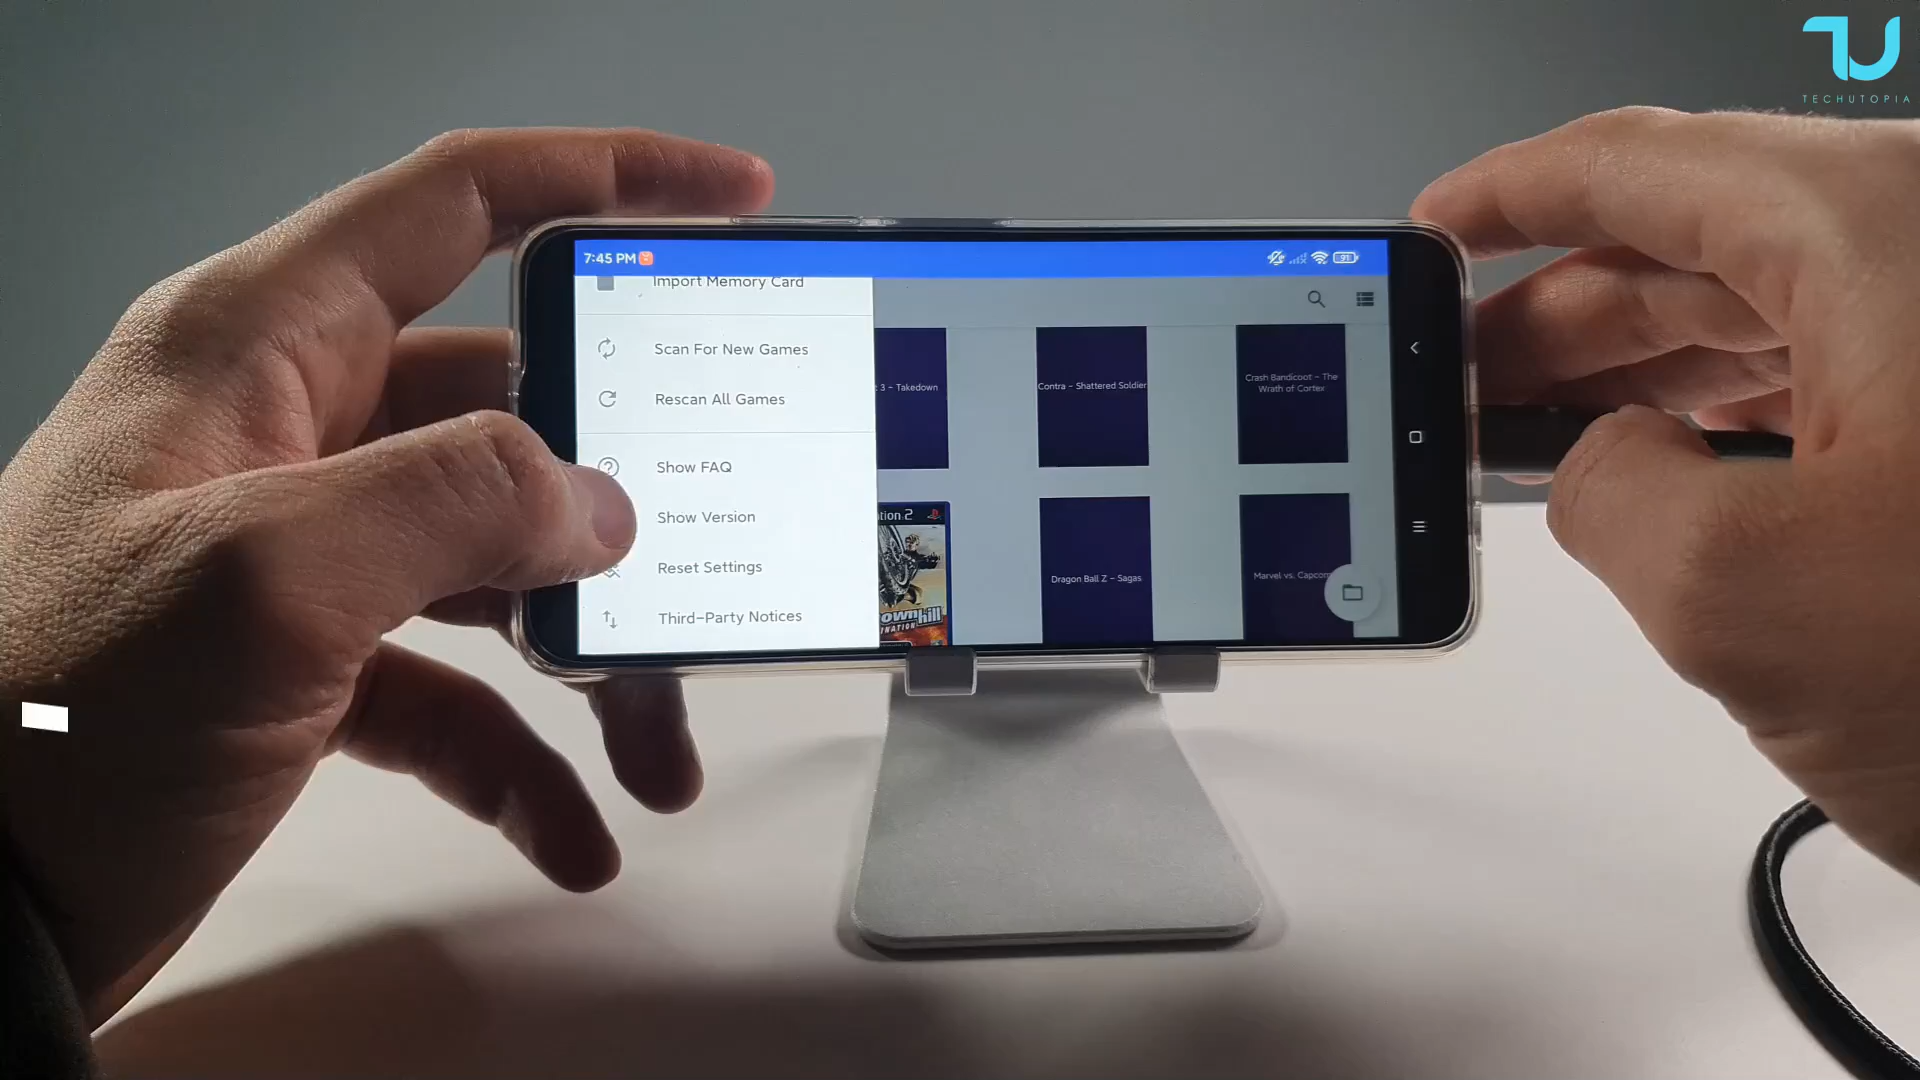 TECHUTOPIA
7:45 PM
91
Import Memory Card
Scan For New Games
Rescan All Games
Show FAQ
Show Version
Reset Settings
Third-Party Notices
3 - Takedown
Contra - Shattered Soldier
Crash Bandicoot - The
Wrath of Cortex
Dragon Ball Z - Sagas
Marvel vs. Capcom